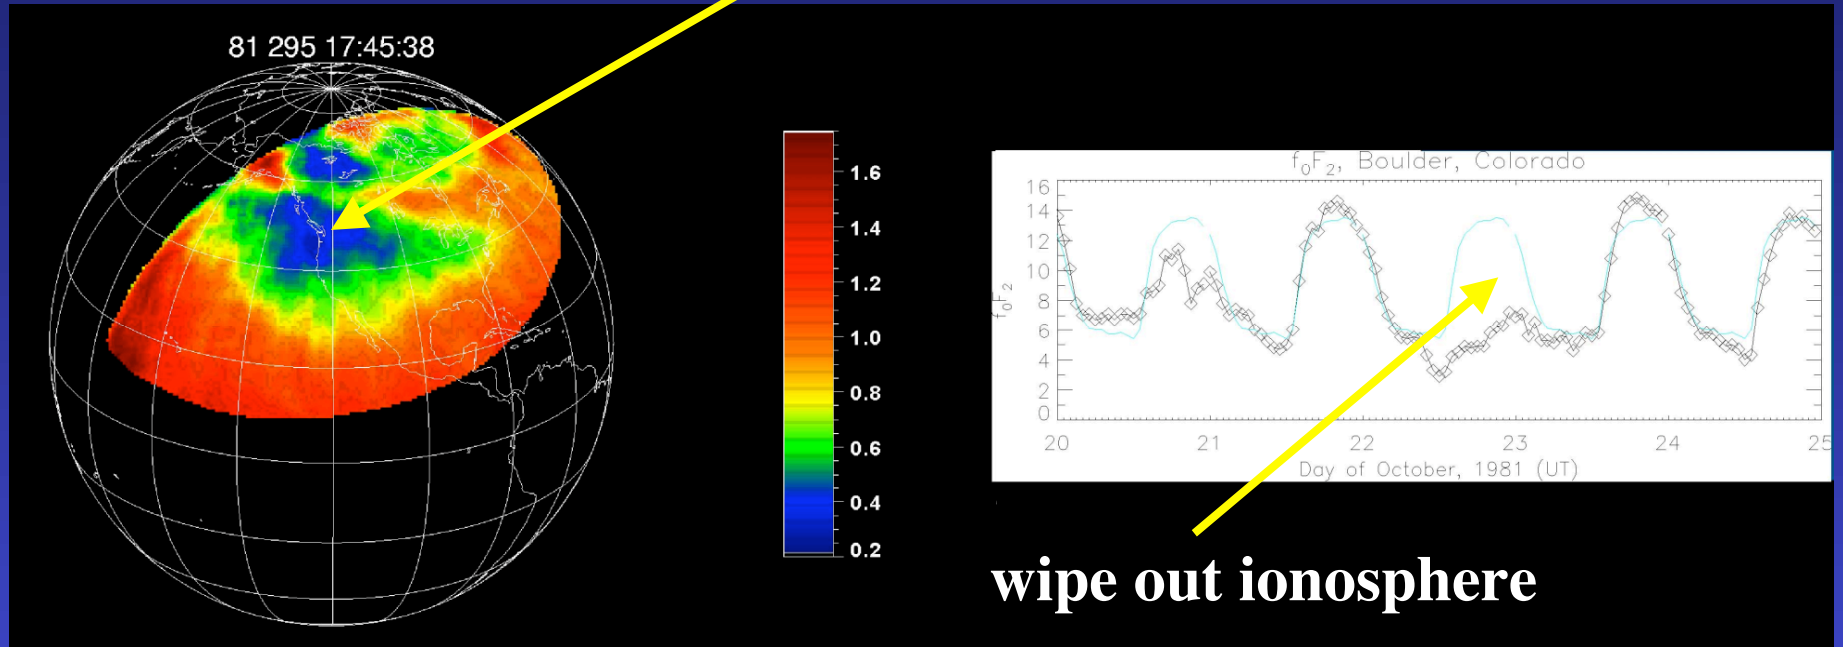 81 295 17:45:38
1.6
1.4
1.2
1.0
0.8
0.6
0.4
0.2
f₀F₂, Boulder, Colorado
16
14
12
10
8
6
4
2
0
f₀F₂
20 21 22 23 24 25
Day of October, 1981 (UT)
wipe out ionosphere